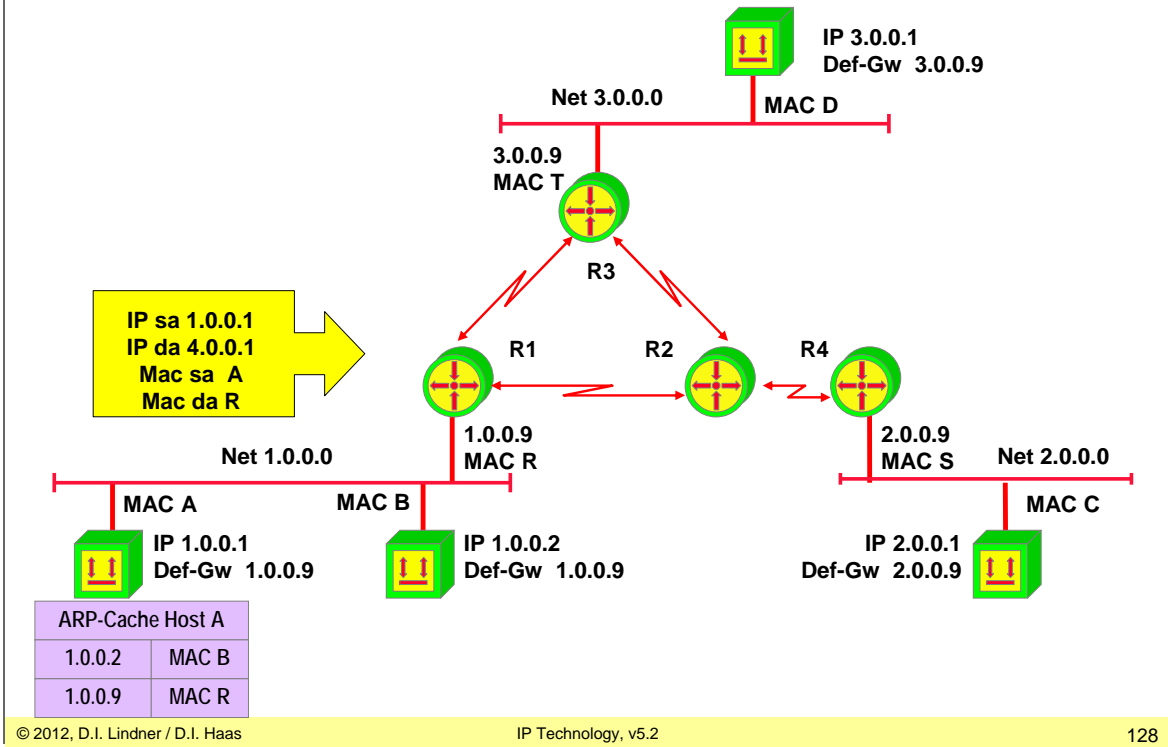 IP 3.0.0.1
Def-Gw 3.0.0.9
Net 3.0.0.0
MAC D
3.0.0.9
MAC T
R3
IP sa 1.0.0.1
IP da 4.0.0.1
Mac sa A
Mac da R
R1
R2
R4
1.0.0.9
MAC R
2.0.0.9
MAC S
Net 1.0.0.0
Net 2.0.0.0
MAC A
MAC B
MAC C
IP 1.0.0.1
Def-Gw 1.0.0.9
IP 1.0.0.2
Def-Gw 1.0.0.9
IP 2.0.0.1
Def-Gw 2.0.0.9
ARP-Cache Host A
1.0.0.2 MAC B
1.0.0.9 MAC R
© 2012, D.I. Lindner / D.I. Haas
IP Technology, v5.2
128